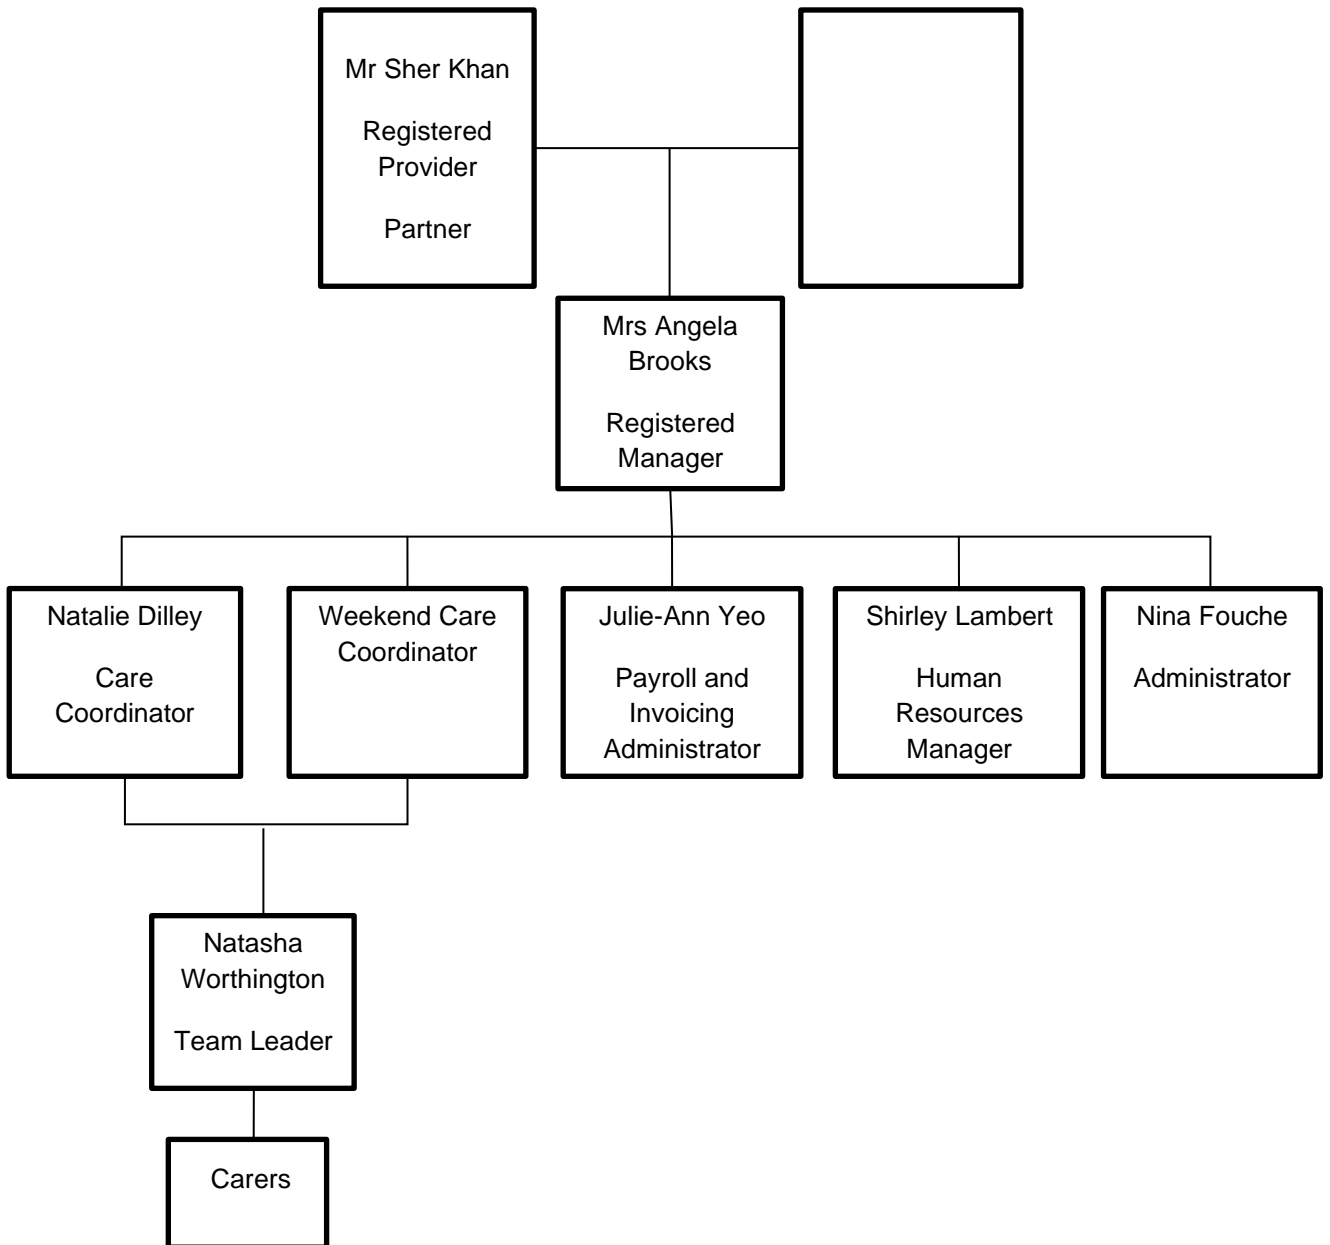 Mr Sher Khan
Registered
Provider
Partner
Mrs Angela
Brooks
Registered
Manager
Natalie Dilley
Care
Coordinator
Weekend Care
Coordinator
Julie-Ann Yeo
Payroll and
Invoicing
Administrator
Shirley Lambert
Human
Resources
Manager
Nina Fouche
Administrator
Natasha
Worthington
Team Leader
Carers